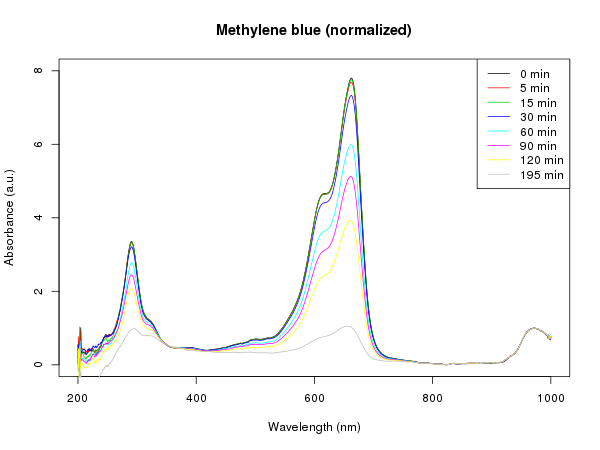 Methylene blue (normalized)
0 min
5 min
15 min
30 min
60 min
90 min
120 min
195 min
Absorbance (a.u.)
8
6
4
2
0
200 400 600 800 1000
Wavelength (nm)